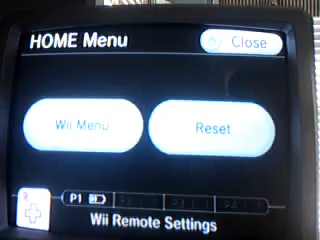 HOME Menu
Close
Wii Menu
Reset
P1
Wii Remote Settings